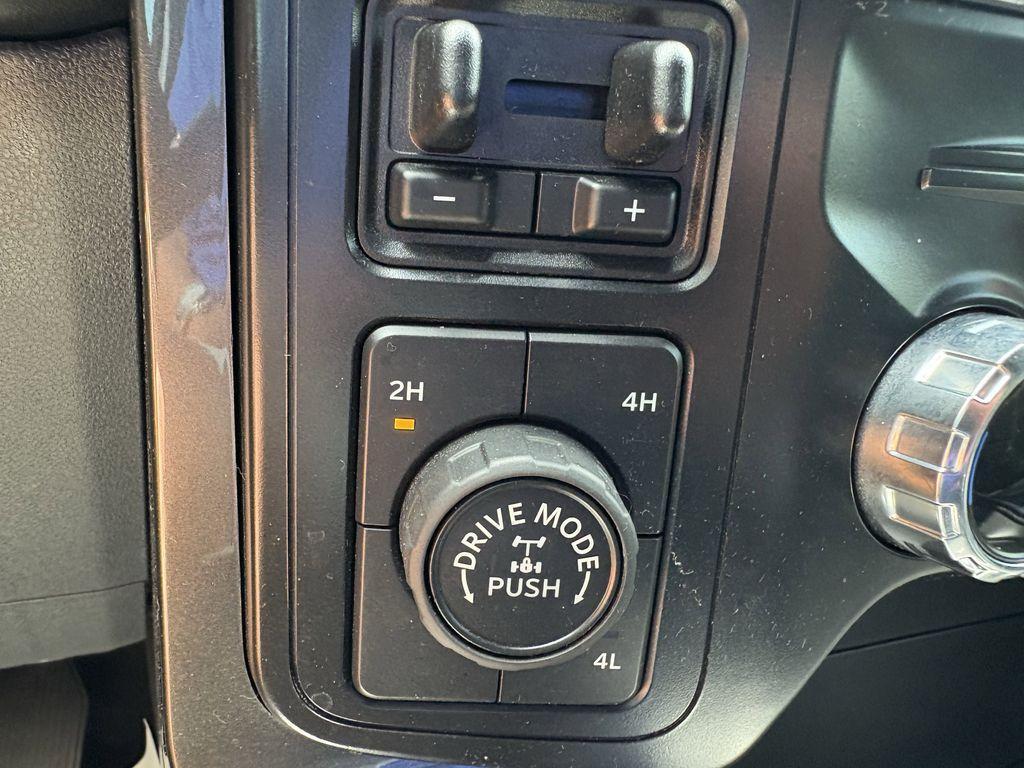 - +
2H 4H
DRIVE MODE
PUSH
4L